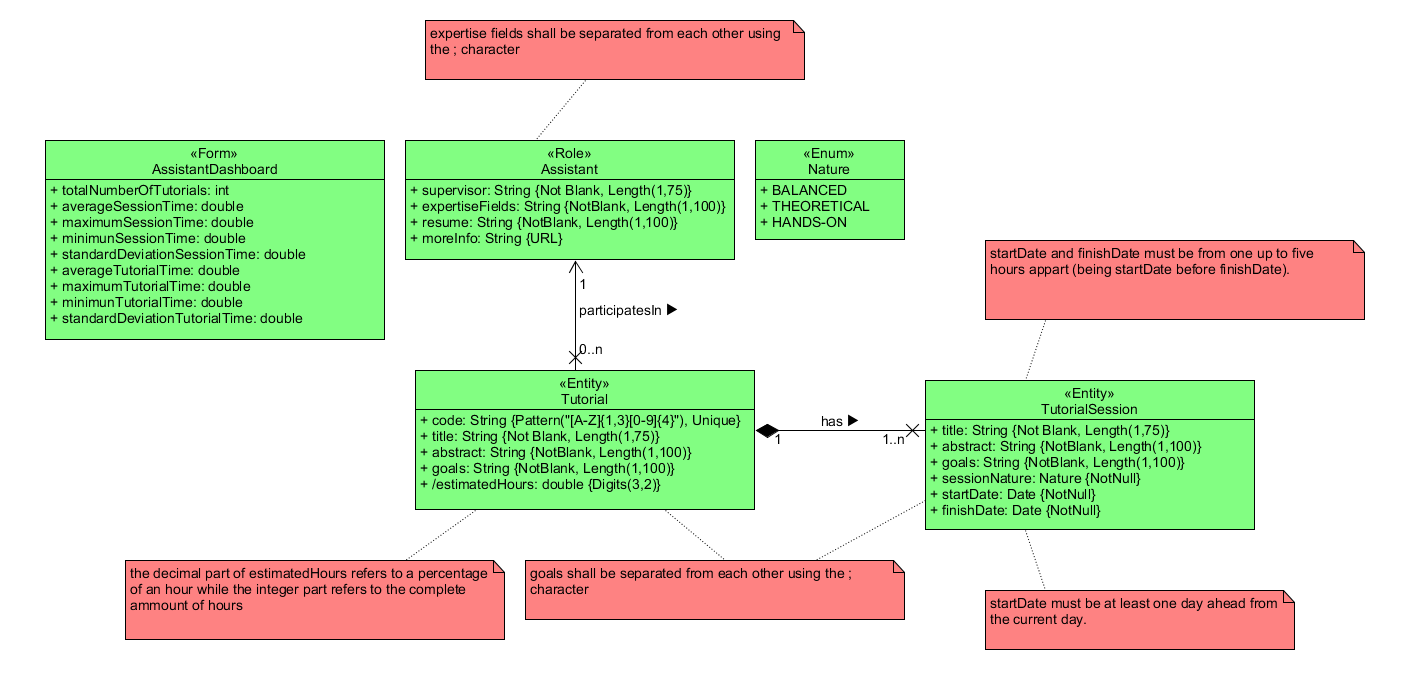 expertise fields shall be separated from each other using
the ; character
«Form»
AssistantDashboard
+ totalNumberOfTutorials: int
+ averageSessionTime: double
+ maximumSessionTime: double
+ minimunSessionTime: double
+ standardDeviationSessionTime: double
+ averageTutorialTime: double
+ maximumTutorialTime: double
+ minimunTutorialTime: double
+ standardDeviationTutorialTime: double
«Role»
Assistant
+ supervisor: String {Not Blank, Length(1,75)}
+ expertiseFields: String {NotBlank, Length(1,100)}
+ resume: String {NotBlank, Length(1,100)}
+ moreInfo: String {URL}
«Enum»
Nature
+ BALANCED
+ THEORETICAL
+ HANDS-ON
startDate and finishDate must be from one up to five
hours appart (being startDate before finishDate).
1
participatesIn ▶
0..n
«Entity»
Tutorial
+ code: String {Pattern("[A-Z]{1,3}[0-9]{4}"), Unique}
+ title: String {Not Blank, Length(1,75)}
+ abstract: String {NotBlank, Length(1,100)}
+ goals: String {NotBlank, Length(1,100)}
+ /estimatedHours: double {Digits(3,2)}
has ▶
1
1..n
«Entity»
TutorialSession
+ title: String {Not Blank, Length(1,75)}
+ abstract: String {NotBlank, Length(1,100)}
+ goals: String {NotBlank, Length(1,100)}
+ sessionNature: Nature {NotNull}
+ startDate: Date {NotNull}
+ finishDate: Date {NotNull}
the decimal part of estimatedHours refers to a percentage
of an hour while the integer part refers to the complete
ammount of hours
goals shall be separated from each other using the ;
character
startDate must be at least one day ahead from
the current day.